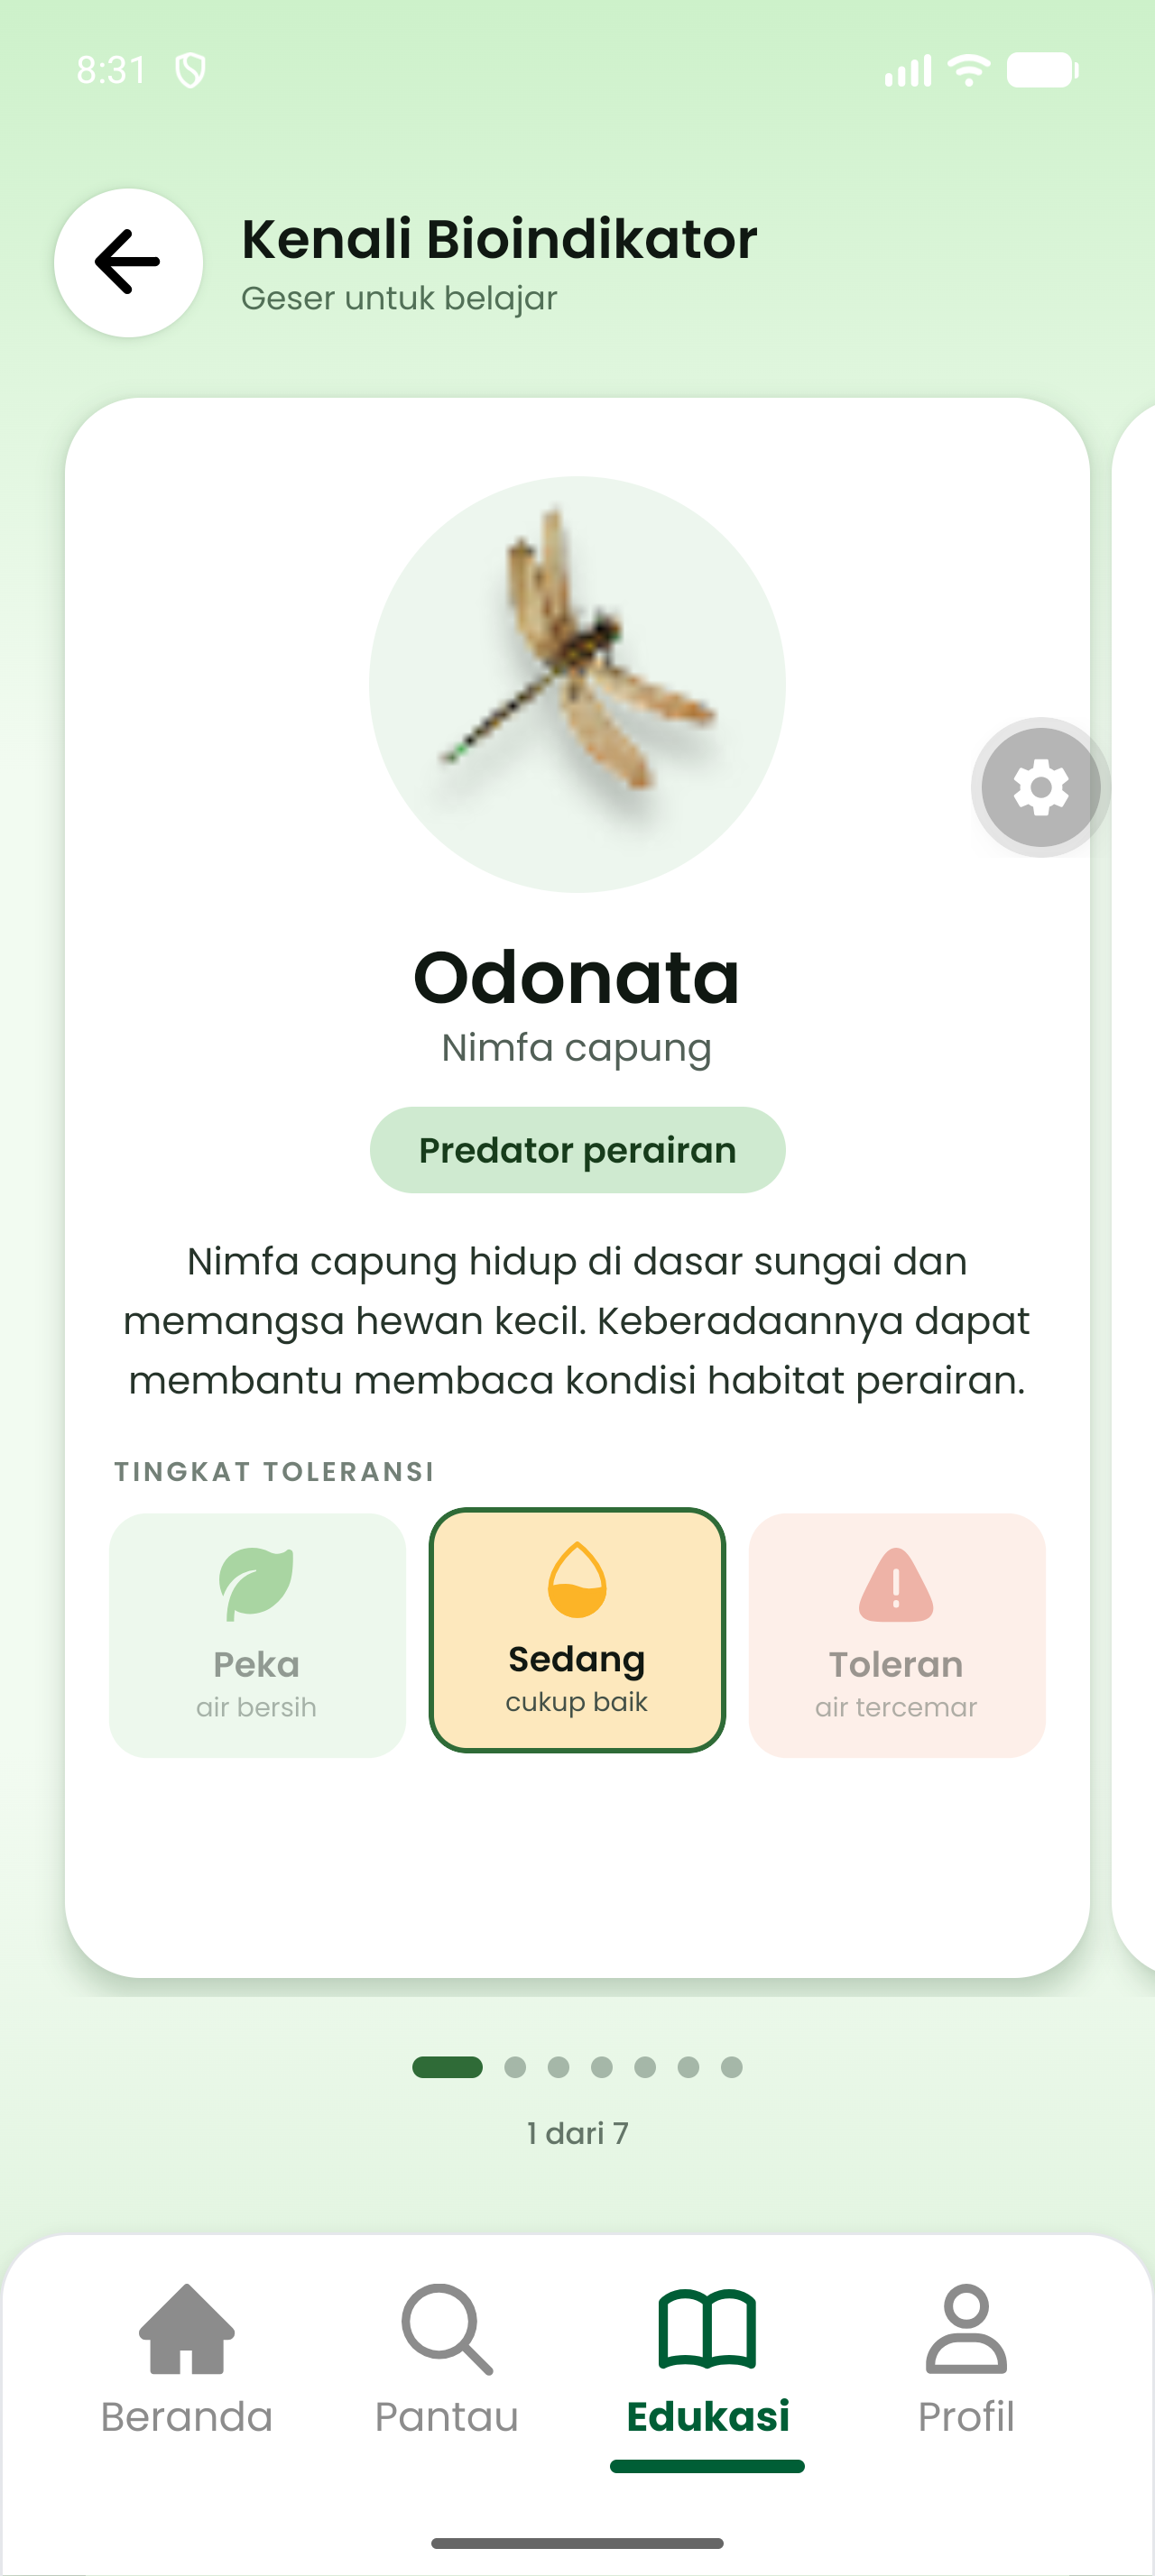 8:31
Kenali Bioindikator
Geser untuk belajar
Odonata
Nimfa capung
Predator perairan
Nimfa capung hidup di dasar sungai dan
memangsa hewan kecil. Keberadaannya dapat
membantu membaca kondisi habitat perairan.
TINGKAT TOLERANSI
Peka
air bersih
Sedang
cukup baik
Toleran
air tercemar
1 dari 7
Beranda
Pantau
Edukasi
Profil